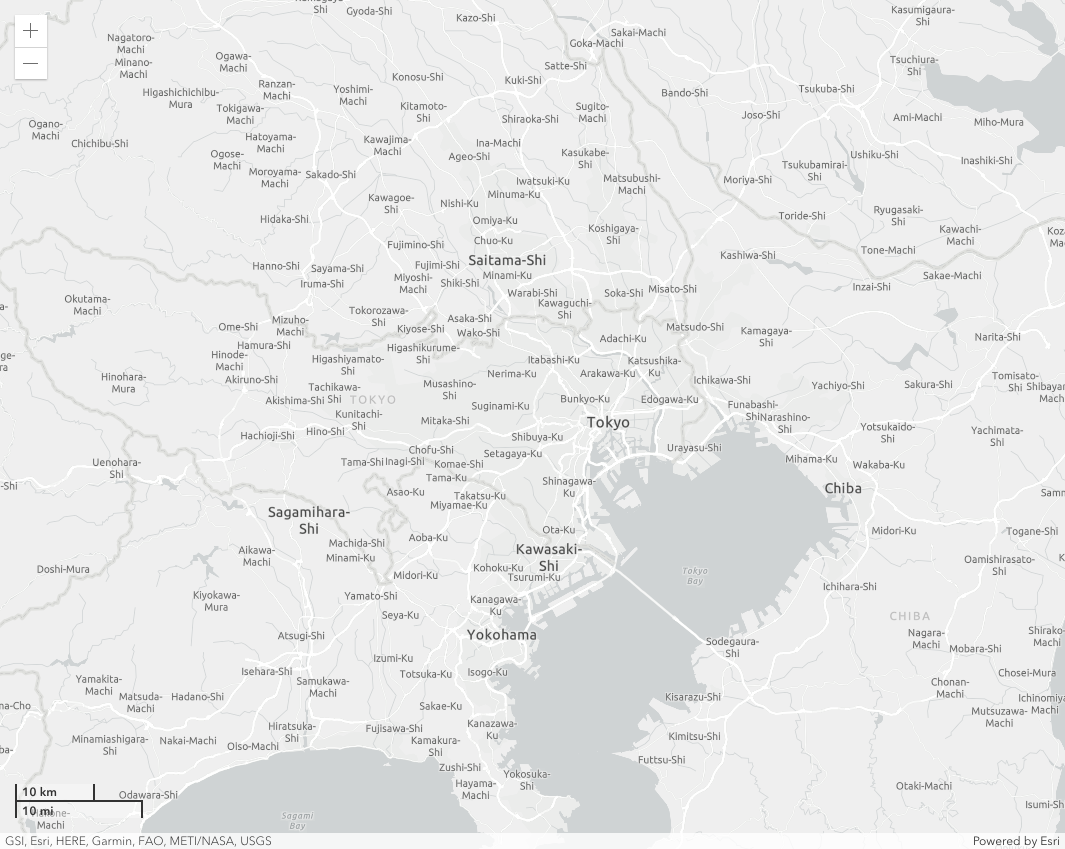 Shi
Gyoda-Shi
Kazo-Shi
Kasumigaura-
Shi
Sakai-Machi
Goka-Machi
Nagatoro-
Machi
Minano-
Machi
Ogawa-
Machi
Satte-Shi
Tsuchiura-
Shi
Konosu-Shi
Kuki-Shi
Ranzan-
Machi
Yoshimi-
Machi
Higashichichibu-
Mura
Bando-Shi
Tsukuba-Shi
Tokigawa-
Machi
Kitamoto-
Shi
Shiraoka-Shi
Sugito-
Machi
Joso-Shi
Ami-Machi
Miho-Mura
Ogano-
Machi
Chichibu-Shi
Hatoyama-
Machi
Kawajima-
Machi
Ina-Machi
Ageo-Shi
Kasukabe-
Shi
Ushiku-Shi
Inashiki-Shi
Ogose-
Machi
Moroyama-
Machi
Sakado-Shi
Iwatsuki-Ku
Minuma-Ku
Matsubushi-
Machi
Moriya-Shi
Tsukubamirai-
Shi
Kawagoe-
Shi
Nishi-Ku
Hidaka-Shi
Omiya-Ku
Toride-Shi
Ryugasaki-
Shi
Koshigaya-
Shi
Kawachi-
Machi
Koza
Machi
Fujimino-Shi
Chuo-Ku
Saitama-Shi
Kashiwa-Shi
Tone-Machi
Hanno-Shi
Sayama-Shi
Iruma-Shi
Fujimi-Shi
Miyoshi-
Machi
Shiki-Shi
Minami-Ku
Warabi-Shi
Kawaguchi-
Shi
Soka-Shi
Misato-Shi
Inzai-Shi
Sakae-Machi
Okutama-
Machi
Ome-Shi
Mizuho-
Machi
Hamura-Shi
Tokorozawa-
Shi
Kiyose-Shi
Asaka-Shi
Wako-Shi
Adachi-Ku
Matsudo-Shi
Kamagaya-
Shi
Narita-Shi
Hinode-
Machi
Akiruno-Shi
Higashiyamato-
Shi
Higashikurume-
Shi
Itabashi-Ku
Nerima-Ku
Arakawa-Ku
Katsushika-
Ku
Hinohara-
Mura
Tachikawa-
Shi
Akishima-Shi
TOKYO
Musashino-
Shi
Suginami-Ku
Bunkyo-Ku
Edogawa-Ku
Ichikawa-Shi
Yachiyo-Shi
Sakura-Shi
Tomisato-
Shi
Shibayama
Machi
Kunitachi-
Shi
Mitaka-Shi
Tokyo
Funabashi-
Shi
Narashino-
Shi
Yotsukaido-
Shi
Yachimata-
Shi
Hachioji-Shi
Hino-Shi
Shibuya-Ku
Urayasu-Shi
Chofu-Shi
Setagaya-Ku
Mihama-Ku
Wakaba-Ku
Uenohara-
Shi
Tama-Shi
Inagi-Shi
Komae-Shi
Tama-Ku
Shinagawa-
Ku
Chiba
-Shi
Asao-Ku
Takatsu-Ku
Miyamae-Ku
Samm
Sagamihara-
Shi
Ota-Ku
Midori-Ku
Togane-Shi
Aikawa-
Machi
Machida-Shi
Minami-Ku
Aoba-Ku
Kawasaki-
Shi
Oamishirasato-
Shi
Doshi-Mura
Midori-Ku
Kohoku-Ku
Tsurumi-Ku
Tokyo
Bay
Ichihara-Shi
Kiyokawa-
Mura
Yamato-Shi
Kanagawa-
Ku
Seya-Ku
CHIBA
Atsugi-Shi
Yokohama
Sodegaura-
Shi
Nagara-
Machi
Mobara-Shi
Shirako-
Machi
Izumi-Ku
Isehara-Shi
Totsuka-Ku
Isogo-Ku
Chosei-Mura
Yamakita-
Machi
Samukawa-
Machi
Chonan-
Machi
Matsuda-
Machi
Hadano-Shi
Kisarazu-Shi
Ichinomiya
Machi
ma-Cho
Sakae-Ku
Mutsuzawa-
Machi
Minamiashigara-
Shi
Nakai-Machi
Oiso-Machi
Hiratsuka-
Shi
Fujisawa-Shi
Kanazawa-
Ku
Kimitsu-Shi
Kamakura-
Shi
Futtsu-Shi
Zushi-Shi
Hayama-
Machi
Yokosuka-
Shi
Otaki-Machi
Isumi-Sh
10 km
10 mi
Odawara-Shi
Machi
Sagami
Bay
GSI, Esri, HERE, Garmin, FAO, METI/NASA, USGS
Powered by Esri